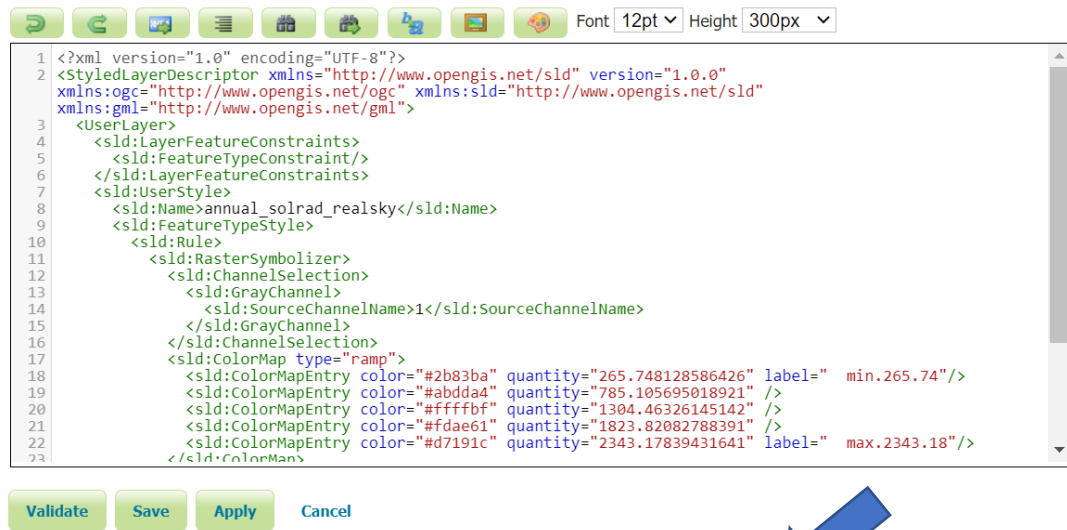 Font 12pt Height 300px
1 <?xml version="1.0" encoding="UTF-8"?>
2 <StyledLayerDescriptor xmlns="http://www.opengis.net/sld" version="1.0.0"
xmlns:ogc="http://www.opengis.net/ogc" xmlns:sld="http://www.opengis.net/sld"
xmlns:gml="http://www.opengis.net/gml">
3 <UserLayer>
4 <sld:LayerFeatureConstraints>
5 <sld:FeatureTypeConstraint/>
6 </sld:LayerFeatureConstraints>
7 <sld:UserStyle>
8 <sld:Name>annual_solrad_realsky</sld:Name>
9 <sld:FeatureTypeStyle>
10 <sld:Rule>
11 <sld:RasterSymbolizer>
12 <sld:ChannelSelection>
13 <sld:GrayChannel>
14 <sld:SourceChannelName>1</sld:SourceChannelName>
15 </sld:GrayChannel>
16 </sld:ChannelSelection>
17 <sld:ColorMap type="ramp">
18 <sld:ColorMapEntry color="#2b83ba" quantity="265.748128586426" label="  min.265.74"/>
19 <sld:ColorMapEntry color="#abdda4" quantity="785.105695018921" />
20 <sld:ColorMapEntry color="#ffffbf" quantity="1304.46326145142" />
21 <sld:ColorMapEntry color="#fdae61" quantity="1823.82082788391" />
22 <sld:ColorMapEntry color="#d7191c" quantity="2343.17839431641" label="  max.2343.18"/>
23 </sld:ColorMap>
Validate Save Apply Cancel